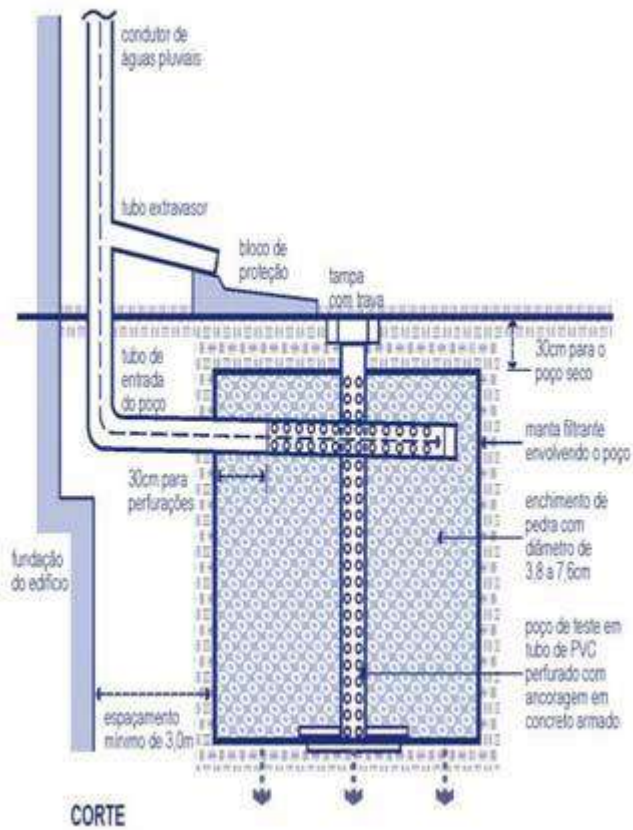 condutor de
águas pluviais
tubo extravasor
bloco de
proteção
tampa
com trava
tubo de
entrada
do poço
30cm para o
poço seco
manta filtrante
envolvendo o poço
30cm para
perfurações
enchimento de
pedra com
diâmetro de
3,8 a 7,6cm
fundação
do edifício
poço de teste em
tubo de PVC
perfurado com
ancoragem em
concreto armado
espaçamento
mínimo de 3,0m
CORTE